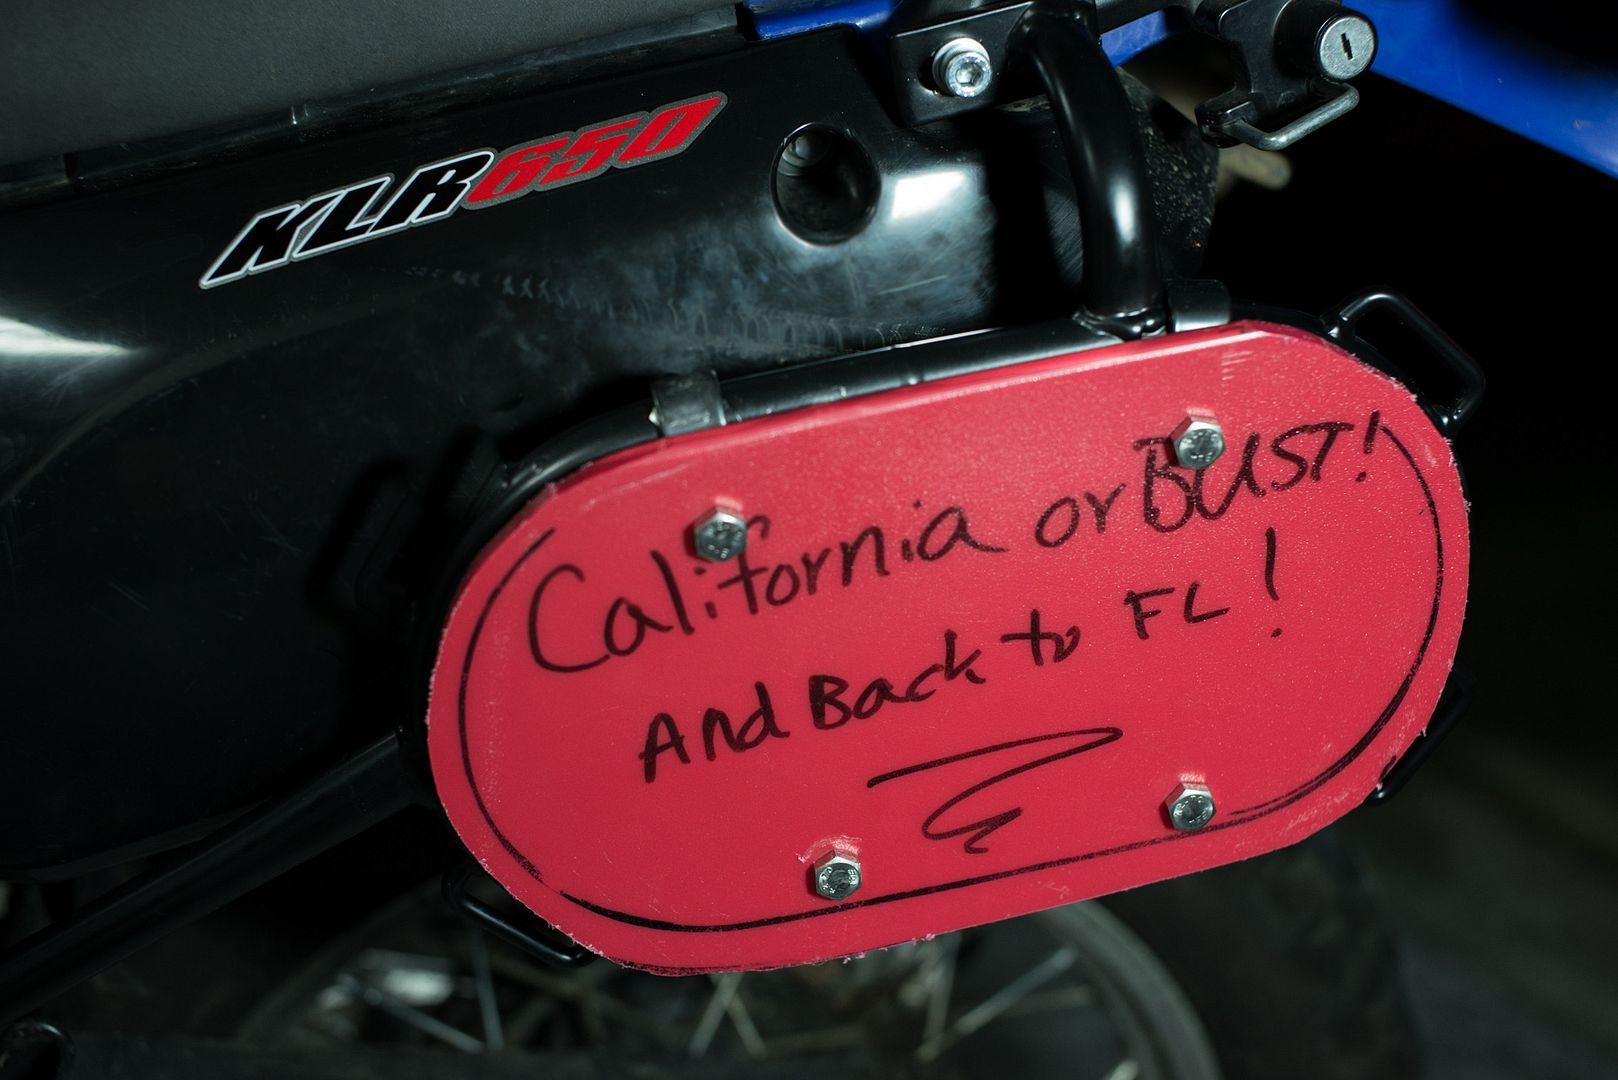 KLR650
California or BUST!
And Back to FL!